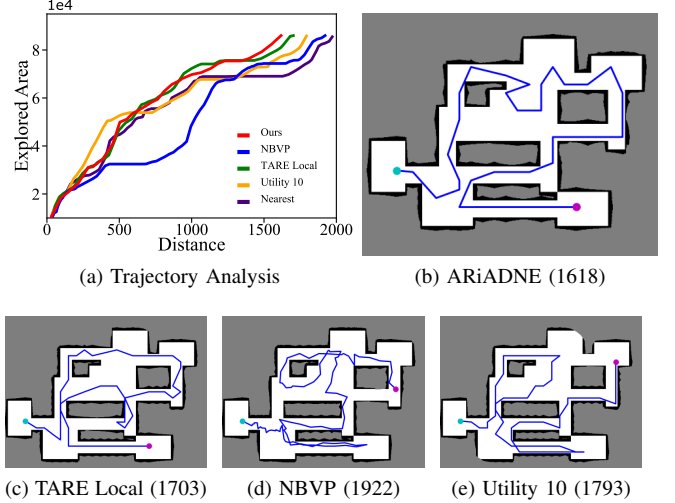 1e4
8
6
4
2
Explored Area
0
500
1000
1500
2000
Distance
Ours
NBVP
TARE Local
Utility 10
Nearest
(a) Trajectory Analysis
(b) ARiADNE (1618)
(c) TARE Local (1703)
(d) NBVP (1922)
(e) Utility 10 (1793)